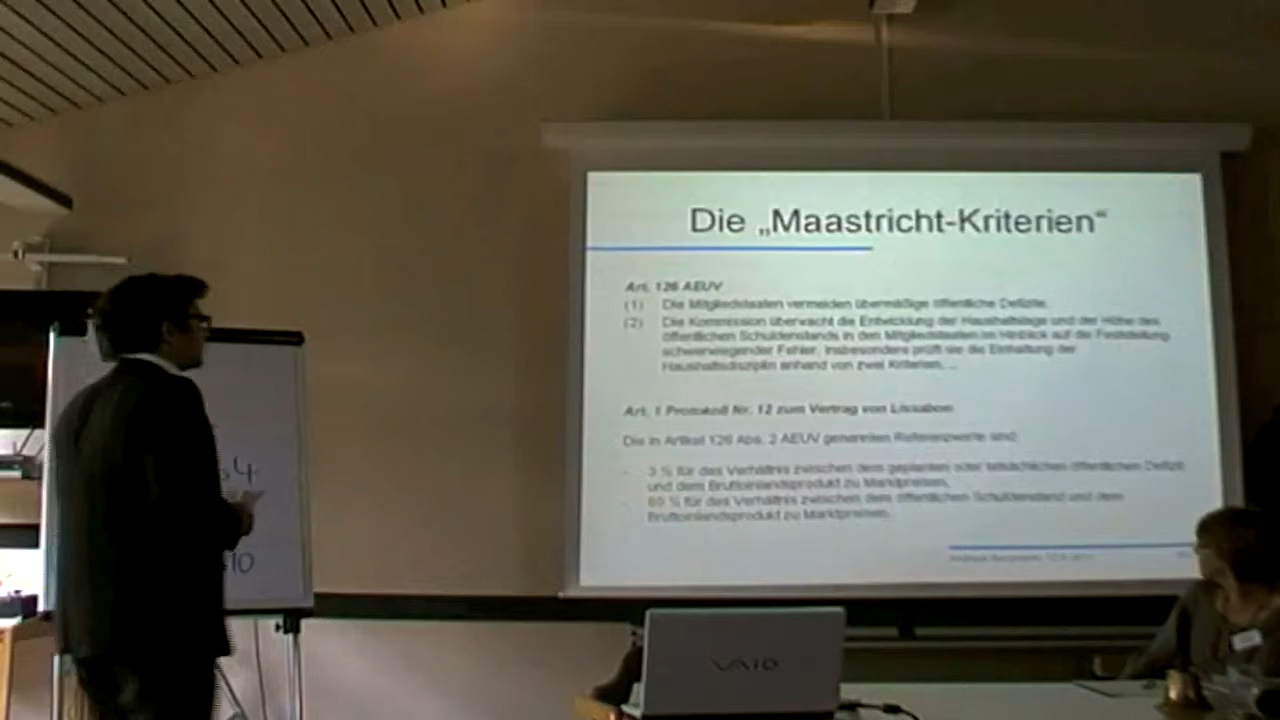 Die „Maastricht-Kriterien“
Art. 126 AEUV
(1) Die Mitgliedstaaten vermeiden übermäßige öffentliche Defizite.
(2) Die Kommission überwacht die Entwicklung der Haushaltslage und der Höhe des
öffentlichen Schuldenstands in den Mitgliedstaaten im Hinblick auf die Feststellung
schwerwiegender Fehler. Insbesondere prüft sie die Einhaltung der
Haushaltsdisziplin anhand von zwei Kriterien, ...
Art. 1 Protokoll Nr. 12 zum Vertrag von Lissabon
Die in Artikel 126 Abs. 2 AEUV genannten Referenzwerte sind:
- 3 % für das Verhältnis zwischen dem geplanten oder tatsächlichen öffentlichen Defizit
und dem Bruttoinlandsprodukt zu Marktpreisen,
- 60 % für das Verhältnis zwischen dem öffentlichen Schuldenstand und dem
Bruttoinlandsprodukt zu Marktpreisen.
4
10
VAIO